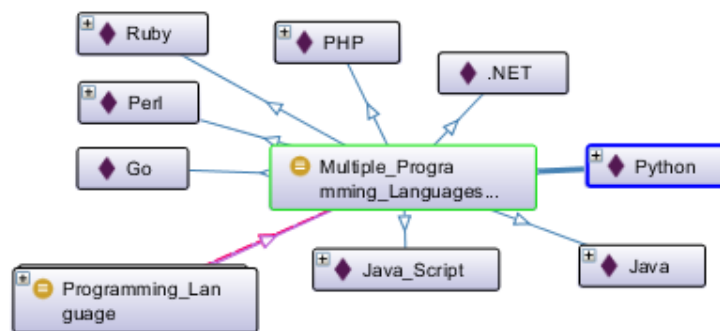 Ruby
PHP
.NET
Perl
Go
Multiple_Progra
mming_Languages...
Python
Java_Script
Java
Programming_Lan
guage